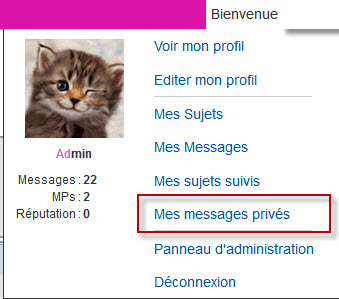 Bienvenue
Voir mon profil
Editer mon profil
Mes Sujets
Mes Messages
Mes sujets suivis
Mes messages privés
Panneau d'administration
Déconnexion
Admin
Messages : 22
MPs : 2
Réputation : 0